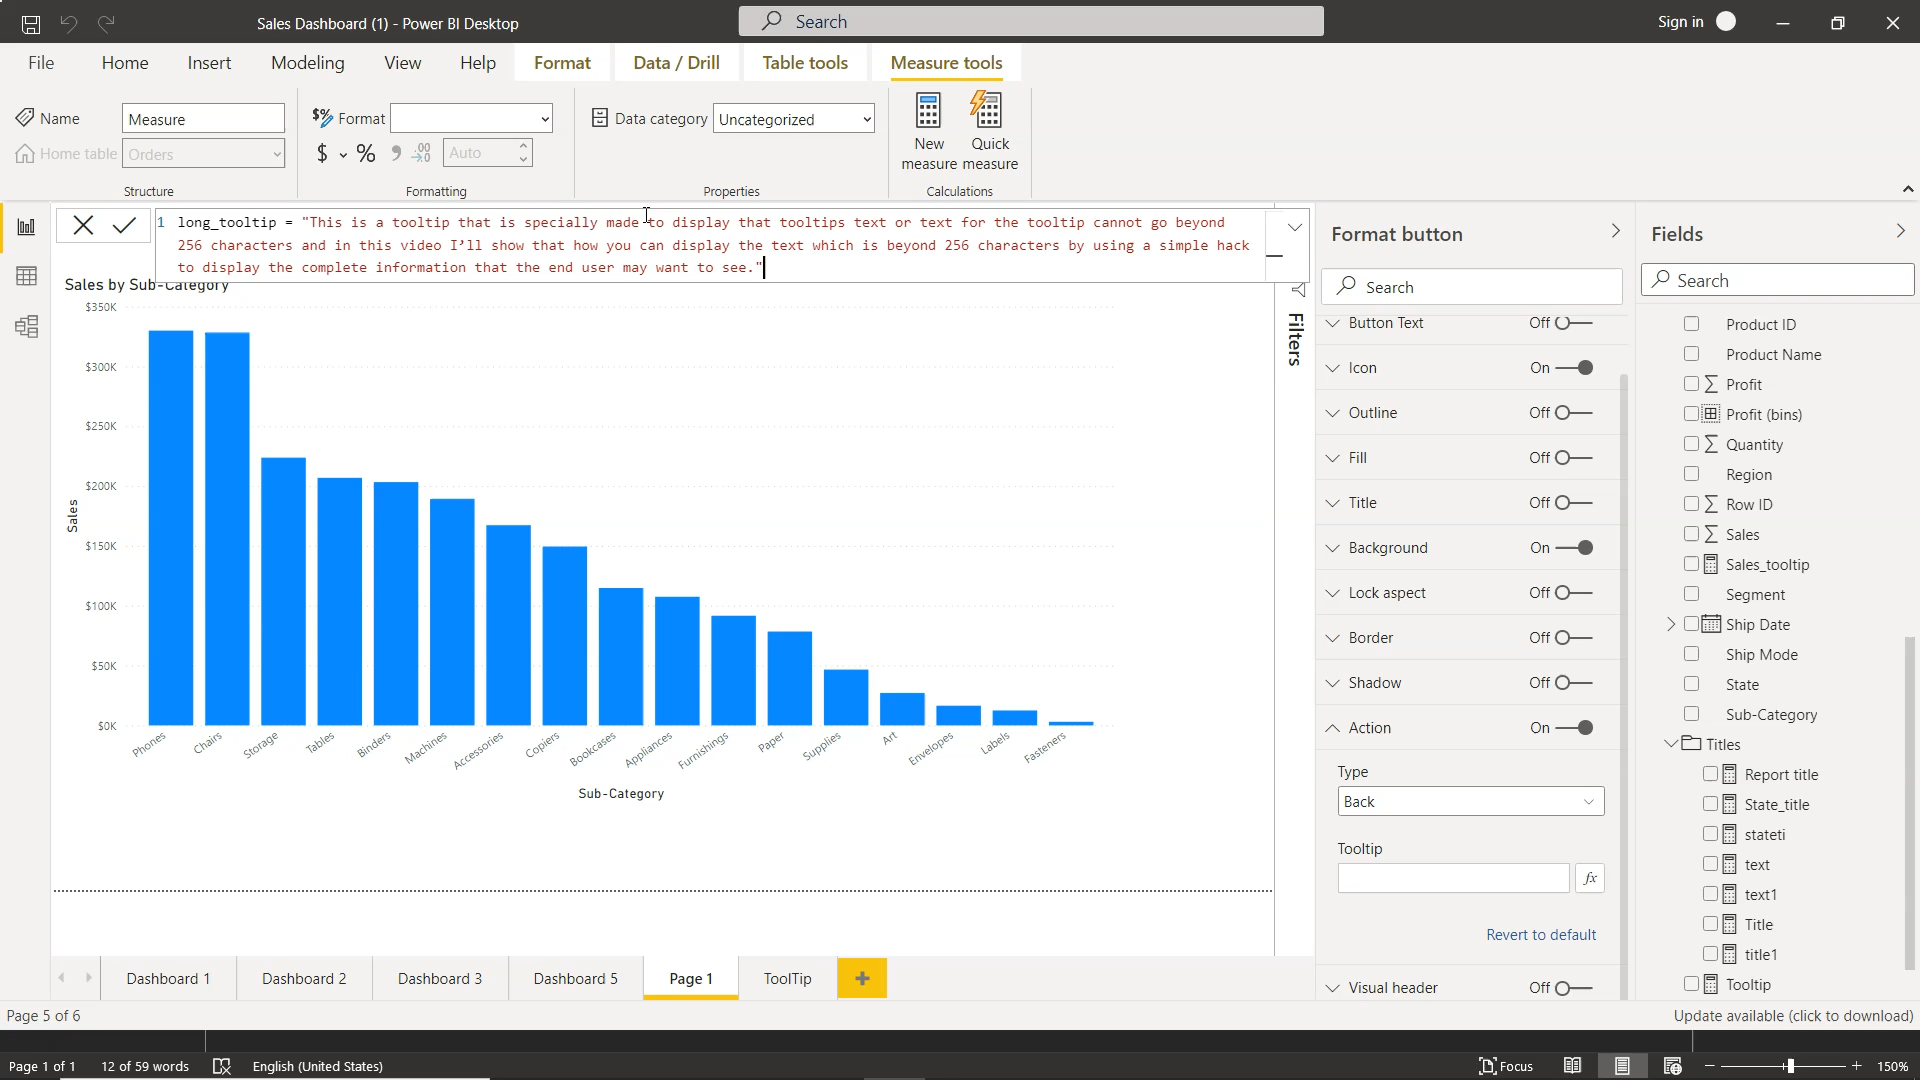 Sales Dashboard (1) - Power BI Desktop
Search
Sign in
File Home Insert Modeling View Help Format Data / Drill Table tools Measure tools
Name Measure
$% Format
Data category Uncategorized
New measure
Quick measure
Home table Orders
$ % 9 .00 Auto
Structure Formatting Properties Calculations
1 long_tooltip = "This is a tooltip that is specially made to display that tooltips text or text for the tooltip cannot go beyond
256 characters and in this video I'll show that how you can display the text which is beyond 256 characters by using a simple hack
to display the complete information that the end user may want to see."
Sales by Sub-Category
$350K
$300K
$250K
$200K
$150K
$100K
$50K
$0K
Sales
Phones Chairs Storage Tables Binders Machines Accessories Copiers Bookcases Appliances Furnishings Paper Supplies Art Envelopes Labels Fasteners
Sub-Category
Filters
Format button
Search
Button Text Off
Icon On
Outline Off
Fill Off
Title Off
Background On
Lock aspect Off
Border Off
Shadow Off
Action On
Type
Back
Tooltip
fx
Revert to default
Visual header Off
Fields
Search
Product ID
Product Name
Σ Profit
Profit (bins)
Σ Quantity
Region
Σ Row ID
Σ Sales
Sales_tooltip
Segment
Ship Date
Ship Mode
State
Sub-Category
Titles
Report title
State_title
stateti
text
text1
Title
title1
Tooltip
Dashboard 1 Dashboard 2 Dashboard 3 Dashboard 5 Page 1 ToolTip +
Page 5 of 6
Update available (click to download)
Page 1 of 1 12 of 59 words English (United States) Focus 150%